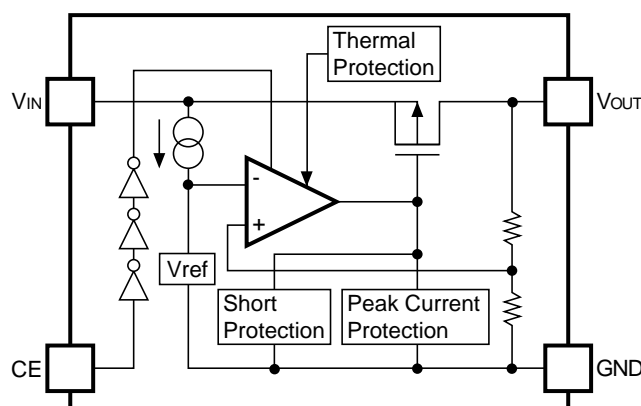 Thermal
Protection
VIN
VOUT
-
+
Vref
Short
Protection
Peak Current
Protection
CE
GND